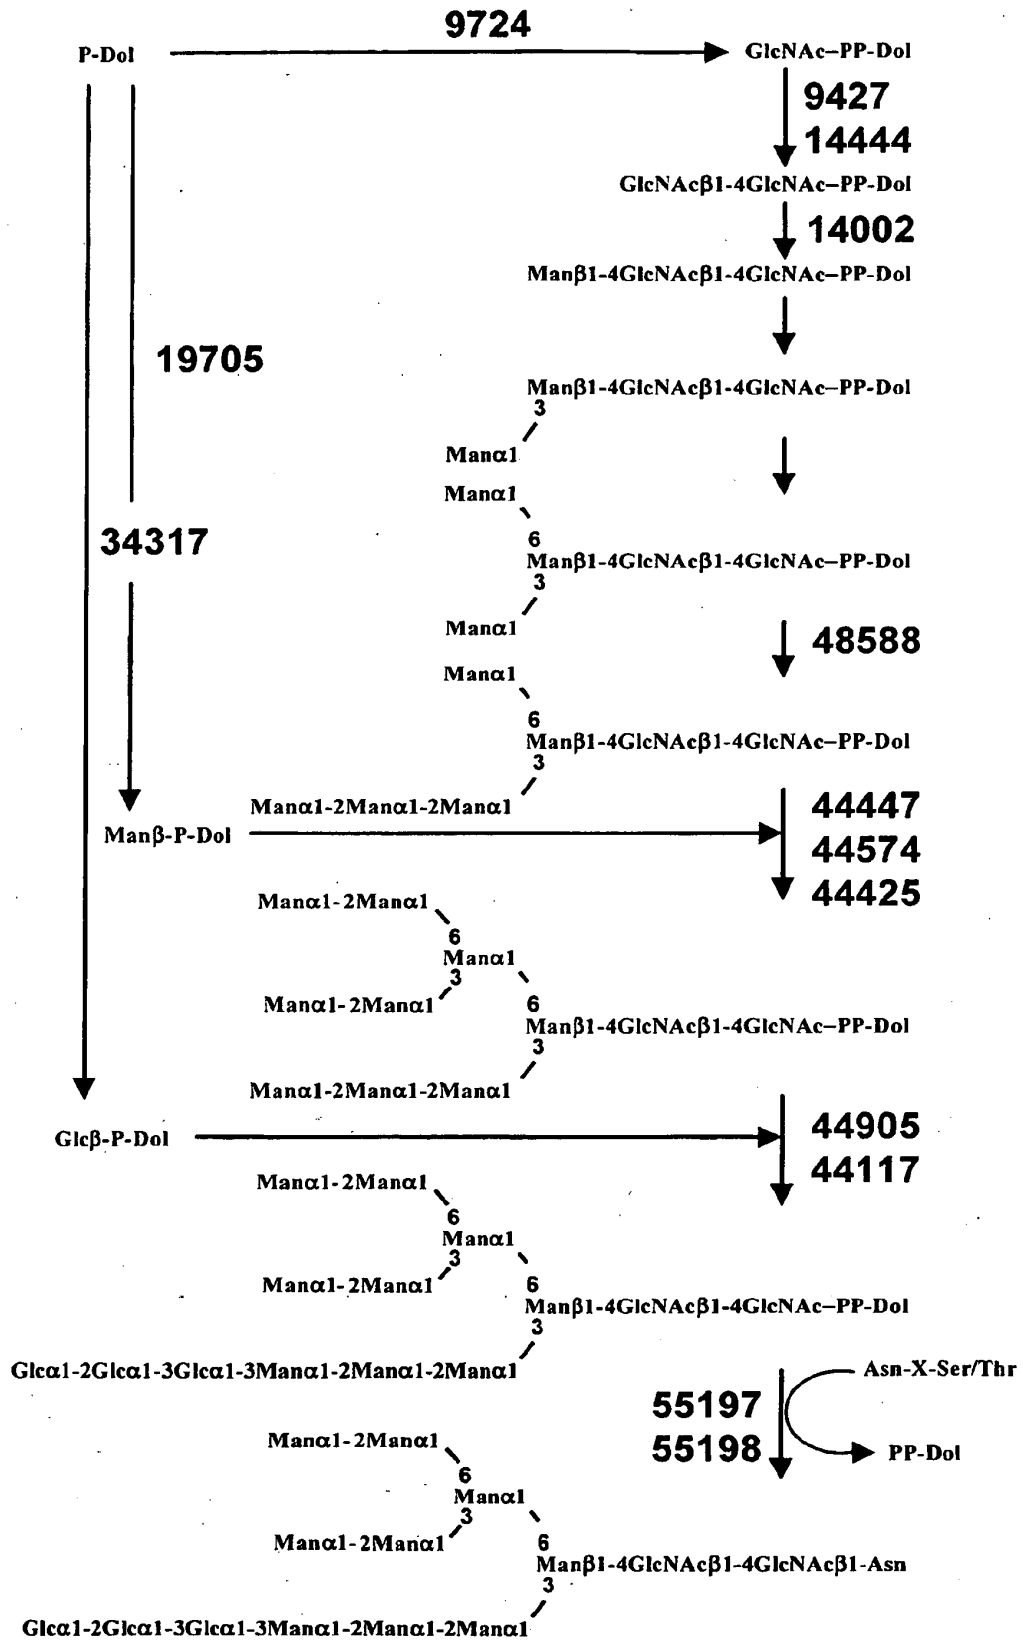 9724
P-Dol GlcNAc–PP-Dol
9427
14444
GlcNAcβ1-4GlcNAc–PP-Dol
14002
Manβ1-4GlcNAcβ1-4GlcNAc–PP-Dol
19705
Manβ1-4GlcNAcβ1-4GlcNAc–PP-Dol
3
Manα1
Manα1
34317
6
Manβ1-4GlcNAcβ1-4GlcNAc–PP-Dol
3
Manα1
48588
Manα1
6
Manβ1-4GlcNAcβ1-4GlcNAc–PP-Dol
3
Manα1-2Manα1-2Manα1
44447
Manβ-P-Dol
44574
44425
Manα1-2Manα1
6
Manα1
3
Manα1-2Manα1
6
Manβ1-4GlcNAcβ1-4GlcNAc–PP-Dol
3
Manα1-2Manα1-2Manα1
44905
Glcβ-P-Dol
44117
Manα1-2Manα1
6
Manα1
3
Manα1-2Manα1
6
Manβ1-4GlcNAcβ1-4GlcNAc–PP-Dol
3
Glcα1-2Glcα1-3Glcα1-3Manα1-2Manα1-2Manα1
Asn-X-Ser/Thr
55197
55198
PP-Dol
Manα1-2Manα1
6
Manα1
3
Manα1-2Manα1
6
Manβ1-4GlcNAcβ1-4GlcNAcβ1-Asn
3
Glcα1-2Glcα1-3Glcα1-3Manα1-2Manα1-2Manα1